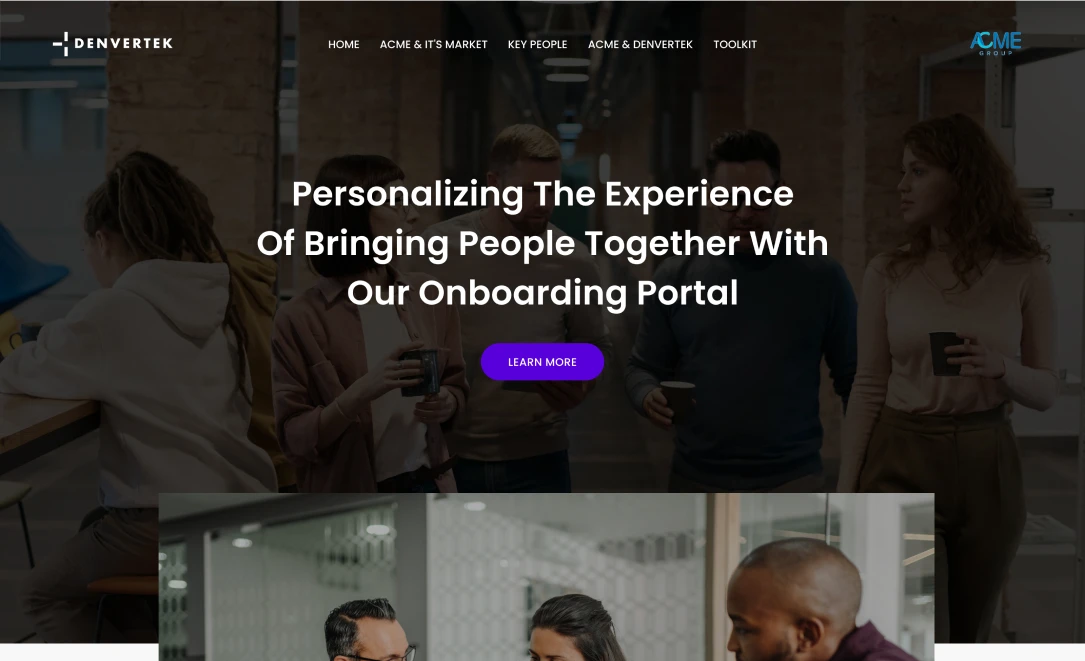 DENVERTEK
HOME
ACME & IT'S MARKET
KEY PEOPLE
ACME & DENVERTEK
TOOLKIT
ACME
GROUP
Personalizing The Experience
Of Bringing People Together With
Our Onboarding Portal
LEARN MORE